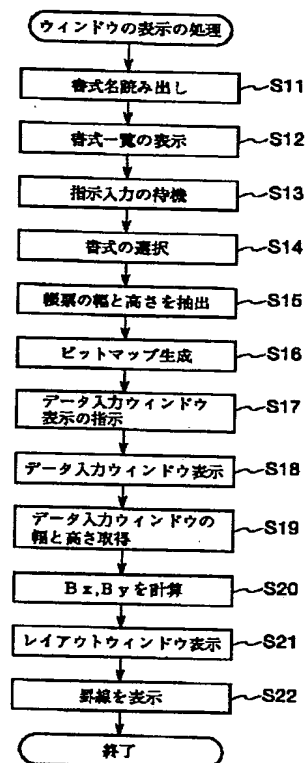 ウィンドウの表示の処理
書式名読み出し
S11
書式一覧の表示
S12
指示入力の待機
S13
書式の選択
S14
帳票の幅と高さを抽出
S15
ビットマップ生成
S16
データ入力ウィンドウ
表示の指示
S17
データ入力ウィンドウ表示
S18
データ入力ウィンドウの
幅と高さ取得
S19
Bx,Byを計算
S20
レイアウトウィンドウ表示
S21
罫線を表示
S22
終了